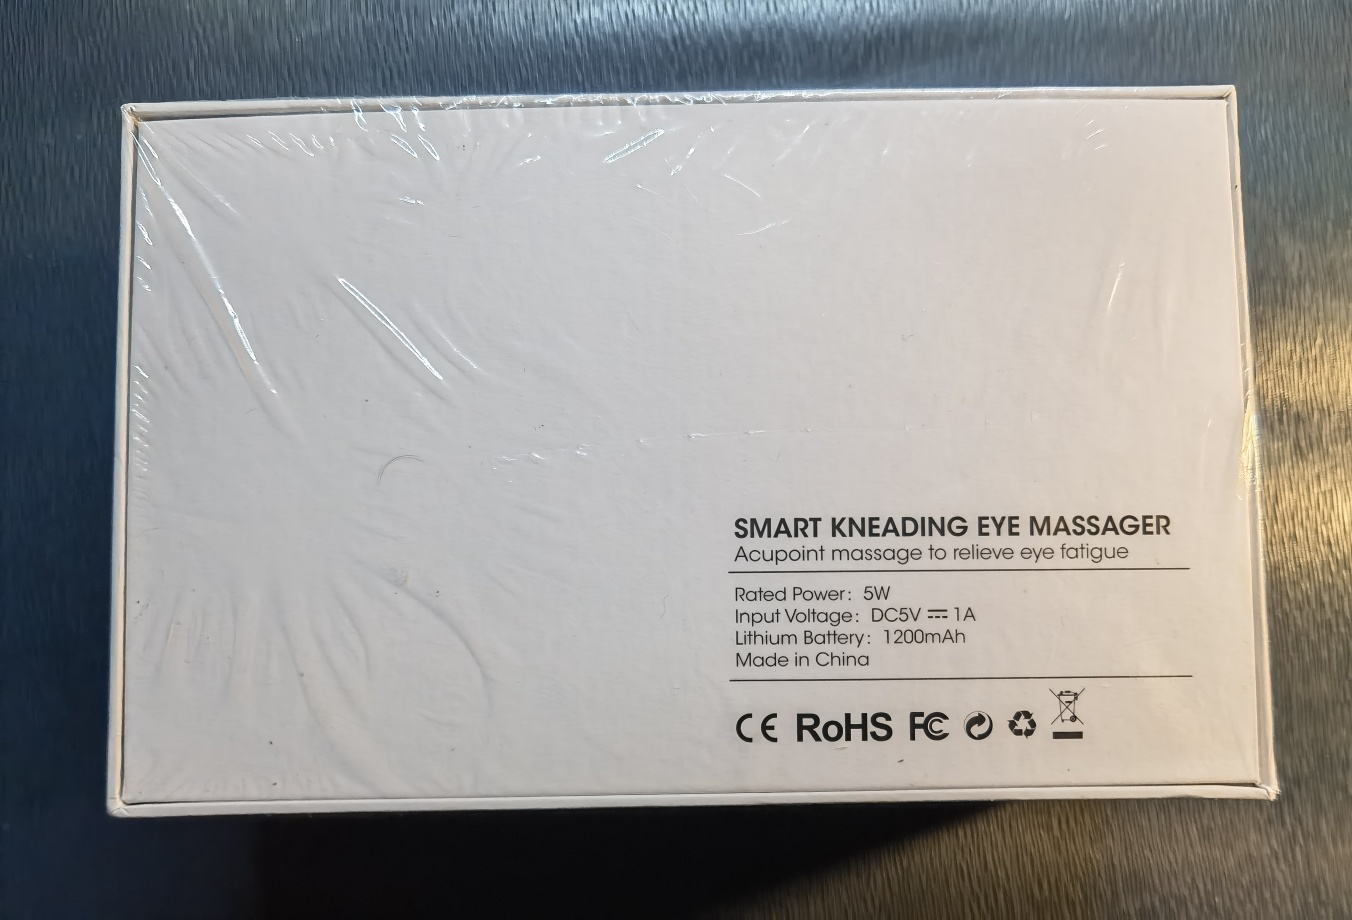 SMART KNEADING EYE MASSAGER
Acupoint massage to relieve eye fatigue
Rated Power: 5W
Input Voltage: DC5V ⎓ 1A
Lithium Battery: 1200mAh
Made in China
CE RoHS FC